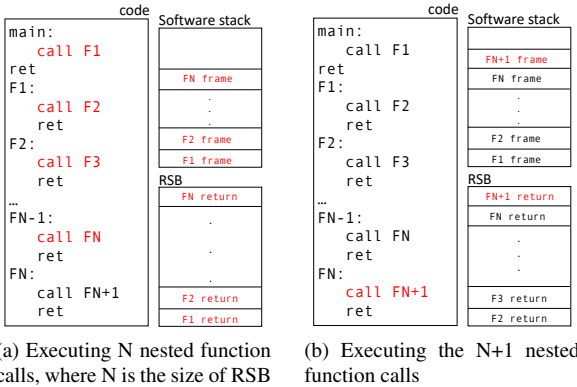 code
main:
call F1
ret
F1:
call F2
ret
F2:
call F3
ret
…
FN-1:
call FN
ret
FN:
call FN+1
ret
Software stack
FN frame
.
.
.
F2 frame
F1 frame
RSB
FN return
.
.
.
F2 return
F1 return
(a) Executing N nested function
calls, where N is the size of RSB
code
main:
call F1
ret
F1:
call F2
ret
F2:
call F3
ret
…
FN-1:
call FN
ret
FN:
call FN+1
ret
Software stack
FN+1 frame
FN frame
.
.
.
F2 frame
F1 frame
RSB
FN+1 return
FN return
.
.
.
F3 return
F2 return
(b) Executing the N+1 nested
function calls